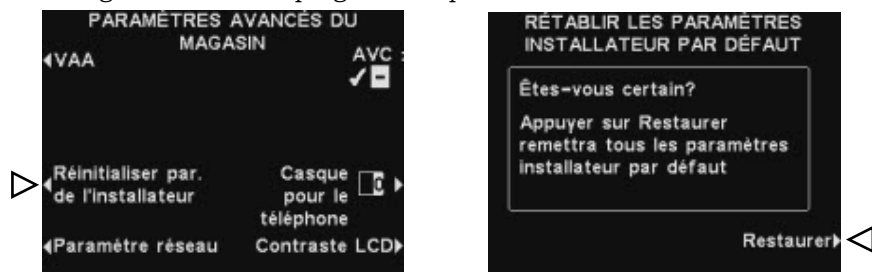 PARAMÈTRES AVANCÉS DU
MAGASIN
VAA
AVC :
Réinitialiser par.
de l'installateur
Casque
pour le
téléphone
0
Paramètre réseau
Contraste LCD
RÉTABLIR LES PARAMÈTRES
INSTALLATEUR PAR DÉFAUT
Êtes-vous certain?
Appuyer sur Restaurer
remettra tous les paramètres
installateur par défaut
Restaurer